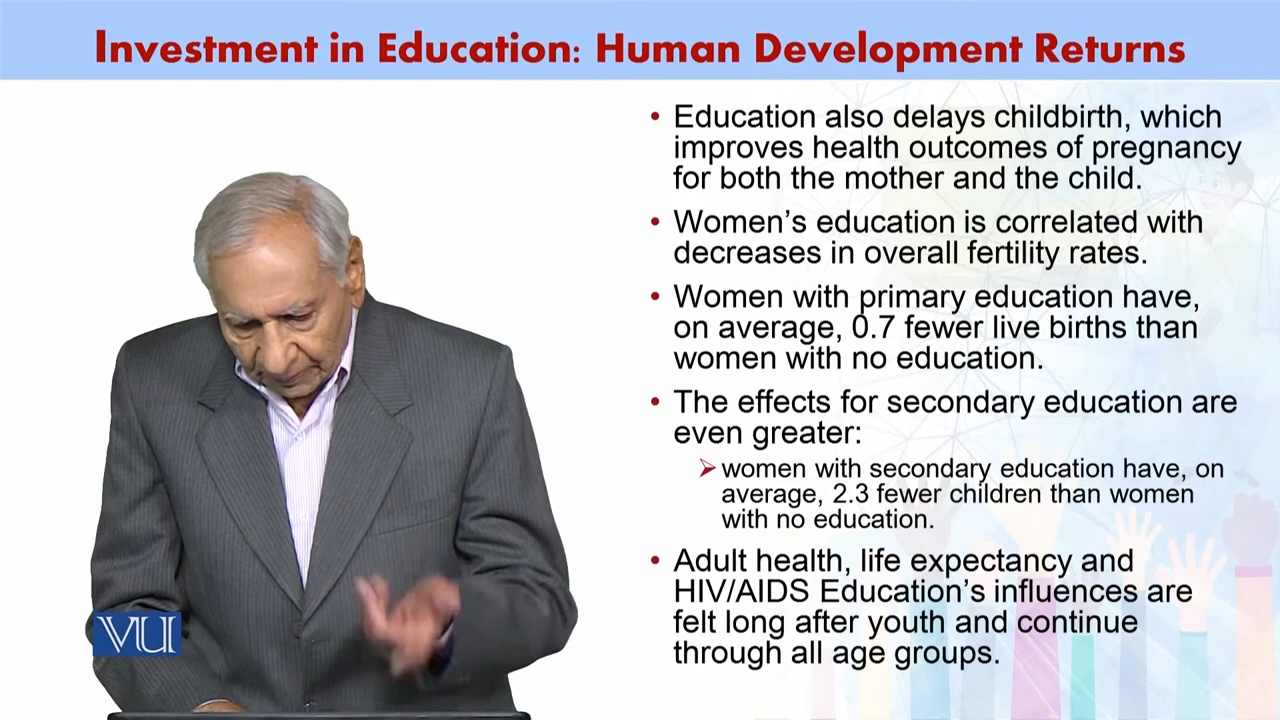 Investment in Education: Human Development Returns
• Education also delays childbirth, which
improves health outcomes of pregnancy
for both the mother and the child.
• Women’s education is correlated with
decreases in overall fertility rates.
• Women with primary education have,
on average, 0.7 fewer live births than
women with no education.
• The effects for secondary education are
even greater:
➢ women with secondary education have, on
average, 2.3 fewer children than women
with no education.
• Adult health, life expectancy and
HIV/AIDS Education’s influences are
felt long after youth and continue
through all age groups.
VU